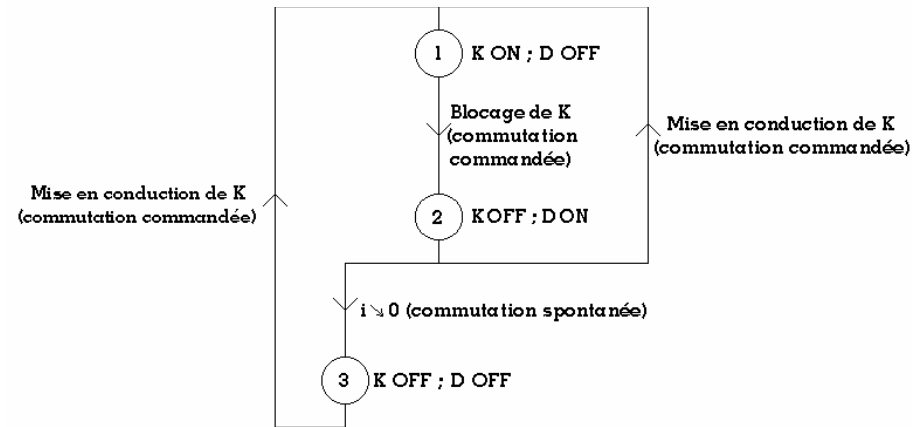 1 K ON ; D OFF
Blocage de K
(commutation
commandée)
Mise en conduction de K
(commutation commandée)
Mise en conduction de K
(commutation commandée)
2 K OFF ; D ON
i ↘ 0 (commutation spontanée)
3 K OFF ; D OFF